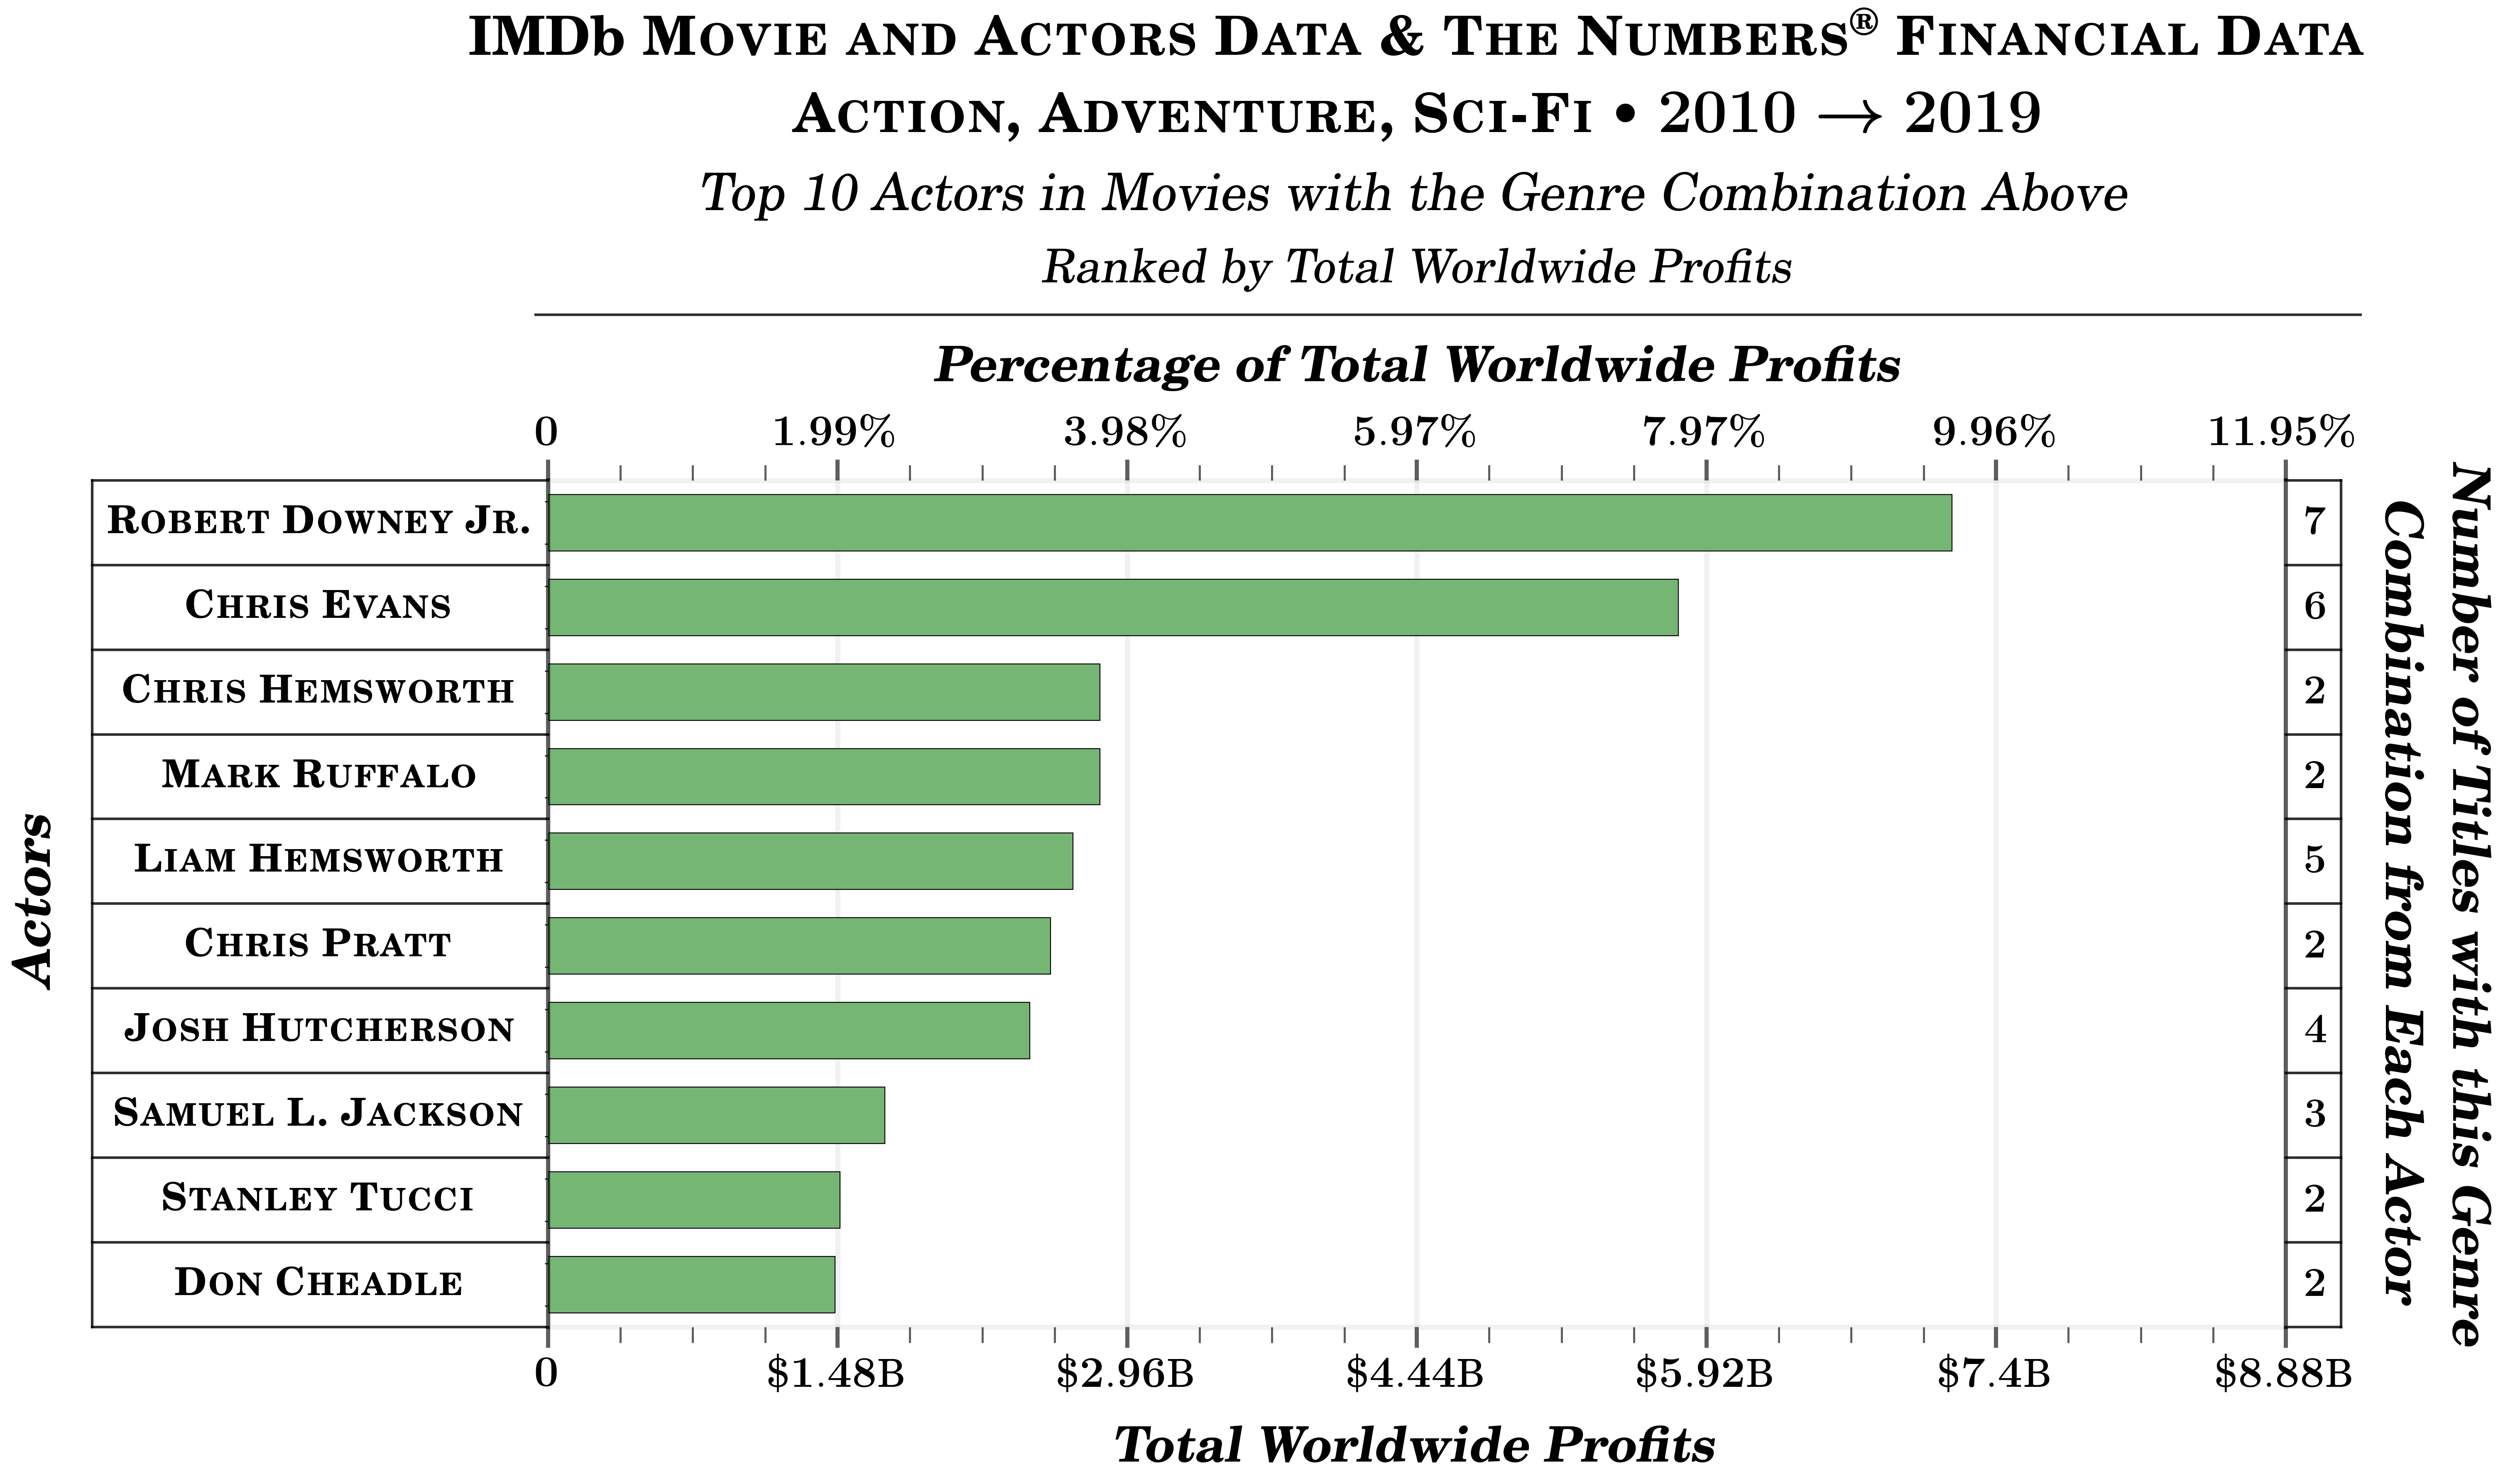 IMDb Movie and Actors Data & The Numbers® Financial Data
Action, Adventure, Sci-Fi • 2010 → 2019
Top 10 Actors in Movies with the Genre Combination Above
Ranked by Total Worldwide Profits
Percentage of Total Worldwide Profits
0 1.99% 3.98% 5.97% 7.97% 9.96% 11.95%
Actors
Robert Downey Jr. 7
Chris Evans 6
Chris Hemsworth 2
Mark Ruffalo 2
Liam Hemsworth 5
Chris Pratt 2
Josh Hutcherson 4
Samuel L. Jackson 3
Stanley Tucci 2
Don Cheadle 2
Number of Titles with this Genre
Combination from Each Actor
0 $1.48B $2.96B $4.44B $5.92B $7.4B $8.88B
Total Worldwide Profits